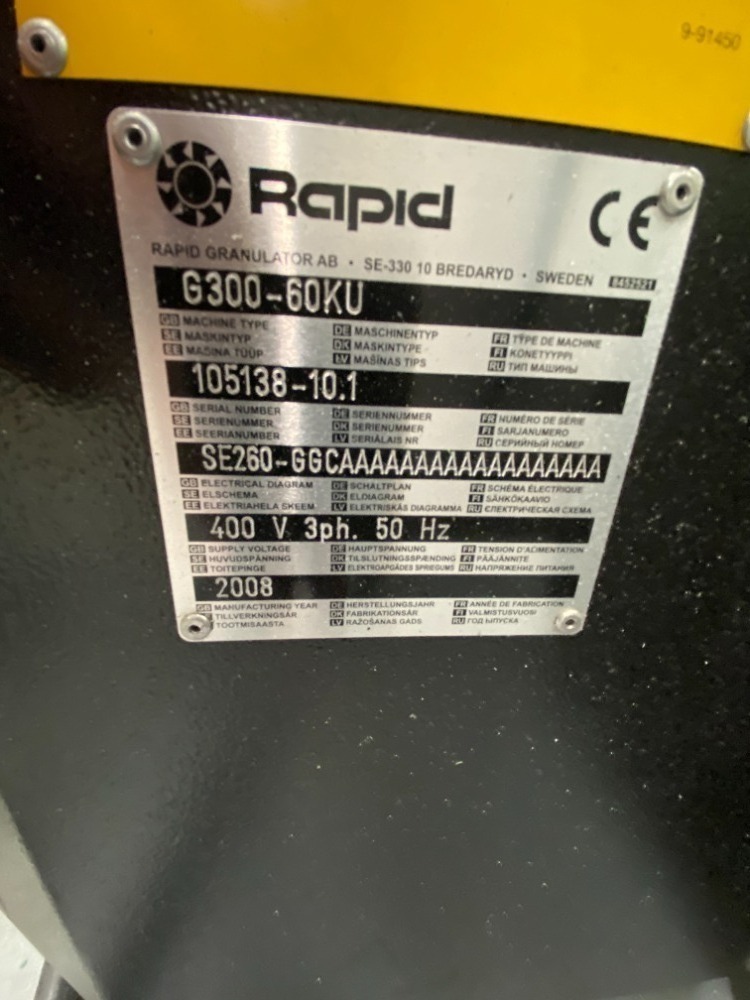 9-91450
Rapid
CE
RAPID GRANULATOR AB · SE-330 10 BREDARYD · SWEDEN 8452521
G300-60KU
GB MACHINE TYPE DE MASCHINENTYP FR TYPE DE MACHINE
SE MASKINTYP DK MASKINTYPE FI KONETYYPPI
EE MASINA TÜÜP LV MAŠĪNAS TIPS RU ТИП МАШИНЫ
105138-10.1
GB SERIAL NUMBER DE SERIENNUMMER FR NUMÉRO DE SÉRIE
SE SERIENUMMER DK SERIENUMMER FI SARJANUMERO
EE SEERIANUMBER LV SERIĀLAIS NR RU СЕРИЙНЫЙ НОМЕР
SE260-GGCAAAAAAAAAAAAAAAAAAA
GB ELECTRICAL DIAGRAM DE SCHALTPLAN FR SCHÉMA ÉLECTRIQUE
SE ELSCHEMA DK ELDIAGRAM FI SÄHKÖKAAVIO
EE ELEKTRIAHELA SKEEM LV ELEKTRISKĀS DIAGRAMMA RU ЕЛЕКТРИЧЕСКАЯ СХЕМА
400 V 3ph. 50 Hz
GB SUPPLY VOLTAGE DE HAUPTSPANNUNG FR TENSION D'ALIMENTATION
SE HUVUDSPÄNNING DK TILSLUTNINGSSPÆNDING FI PÄÄJÄNNITE
EE TOITEPINGE LV ELEKTROAPGĀDES SPRIEGUMS RU НАПРЯЖЕНИЕ ПИТАНИЯ
2008
GB MANUFACTURING YEAR DE HERSTELLUNGSJAHR FR ANNÉE DE FABRICATION
SE TILLVERKNINGSÅR DK FABRIKATIONSÅR FI VALMISTUSVUOSI
TOOTMISAASTA LV RAŽOŠANAS GADS RU ГОД ЫПУСКА